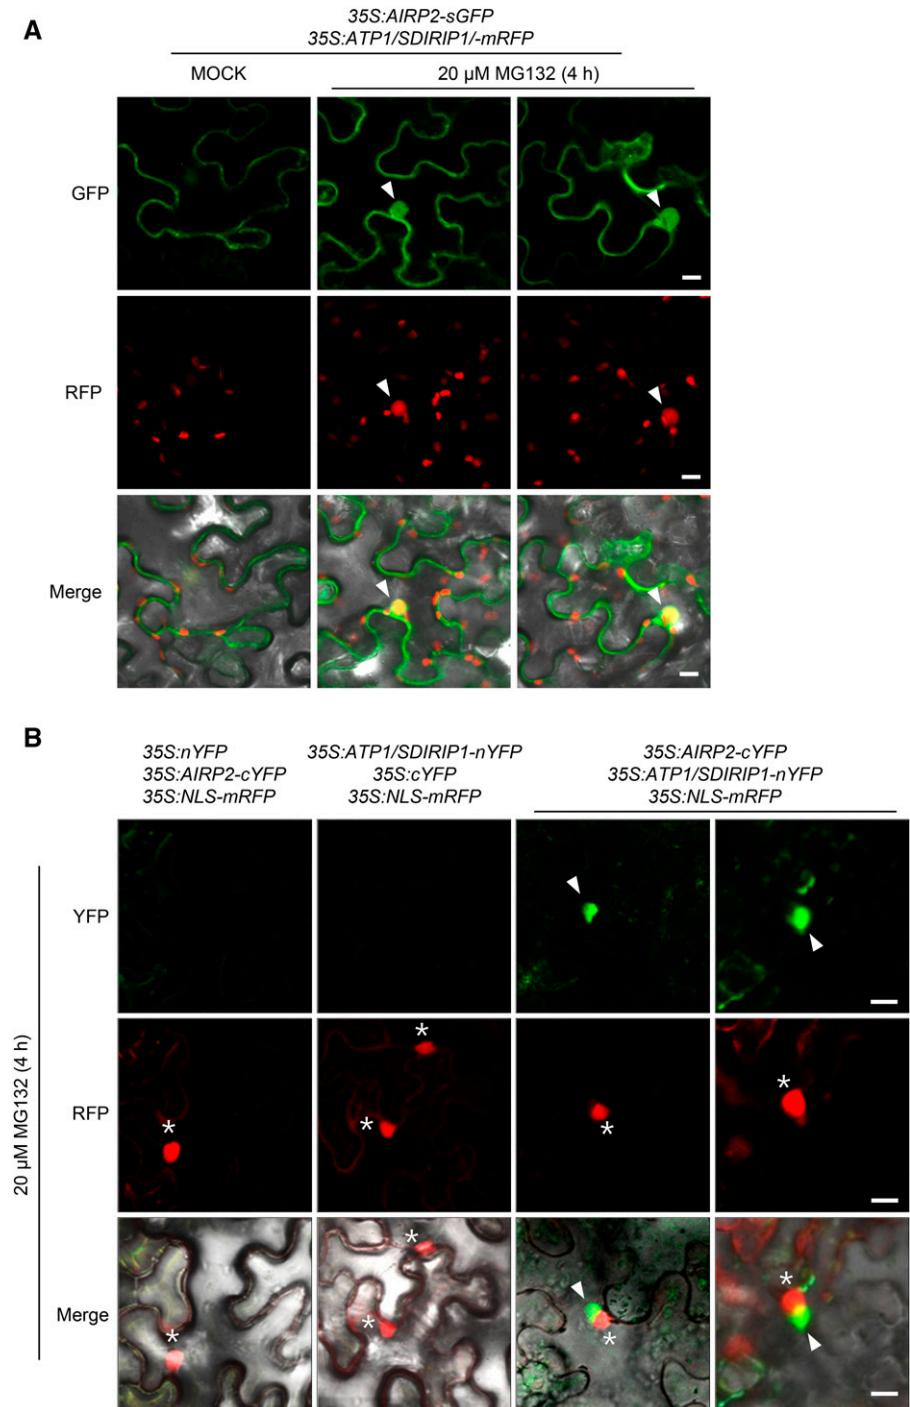 A
35S:AIRP2-sGFP
35S:ATP1/SDIRIP1/-mRFP
MOCK
20 µM MG132 (4 h)
GFP
RFP
Merge
B
35S:nYFP
35S:AIRP2-cYFP
35S:NLS-mRFP
35S:ATP1/SDIRIP1-nYFP
35S:cYFP
35S:NLS-mRFP
35S:AIRP2-cYFP
35S:ATP1/SDIRIP1-nYFP
35S:NLS-mRFP
20 µM MG132 (4 h)
YFP
RFP
*
*
*
*
*
Merge
*
*
*
*
*